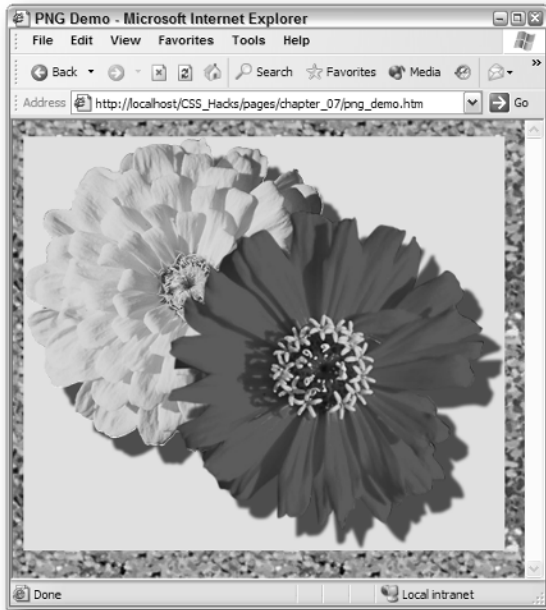 PNG Demo - Microsoft Internet Explorer
File Edit View Favorites Tools Help
Back Search Favorites Media »
Address http://localhost/CSS_Hacks/pages/chapter_07/png_demo.htm Go
Done Local intranet